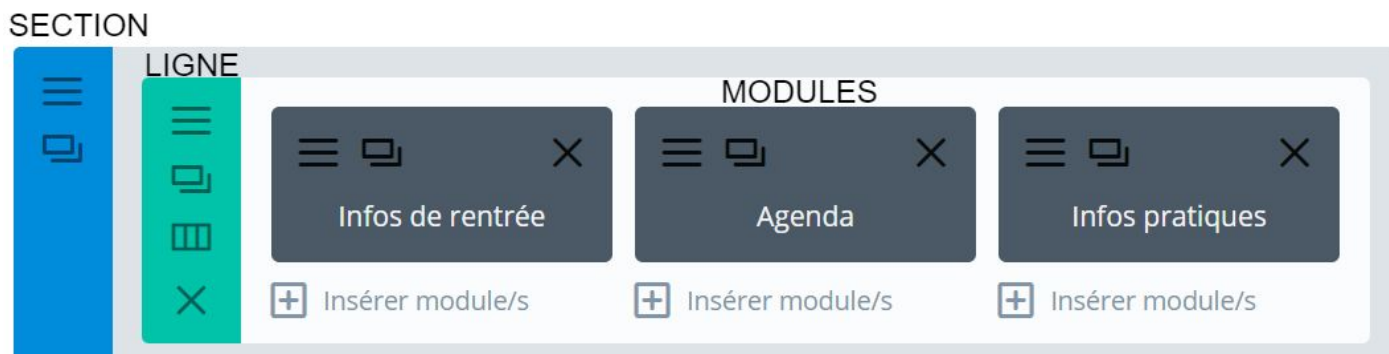 SECTION
LIGNE
MODULES
Infos de rentrée
Agenda
Infos pratiques
Insérer module/s
Insérer module/s
Insérer module/s